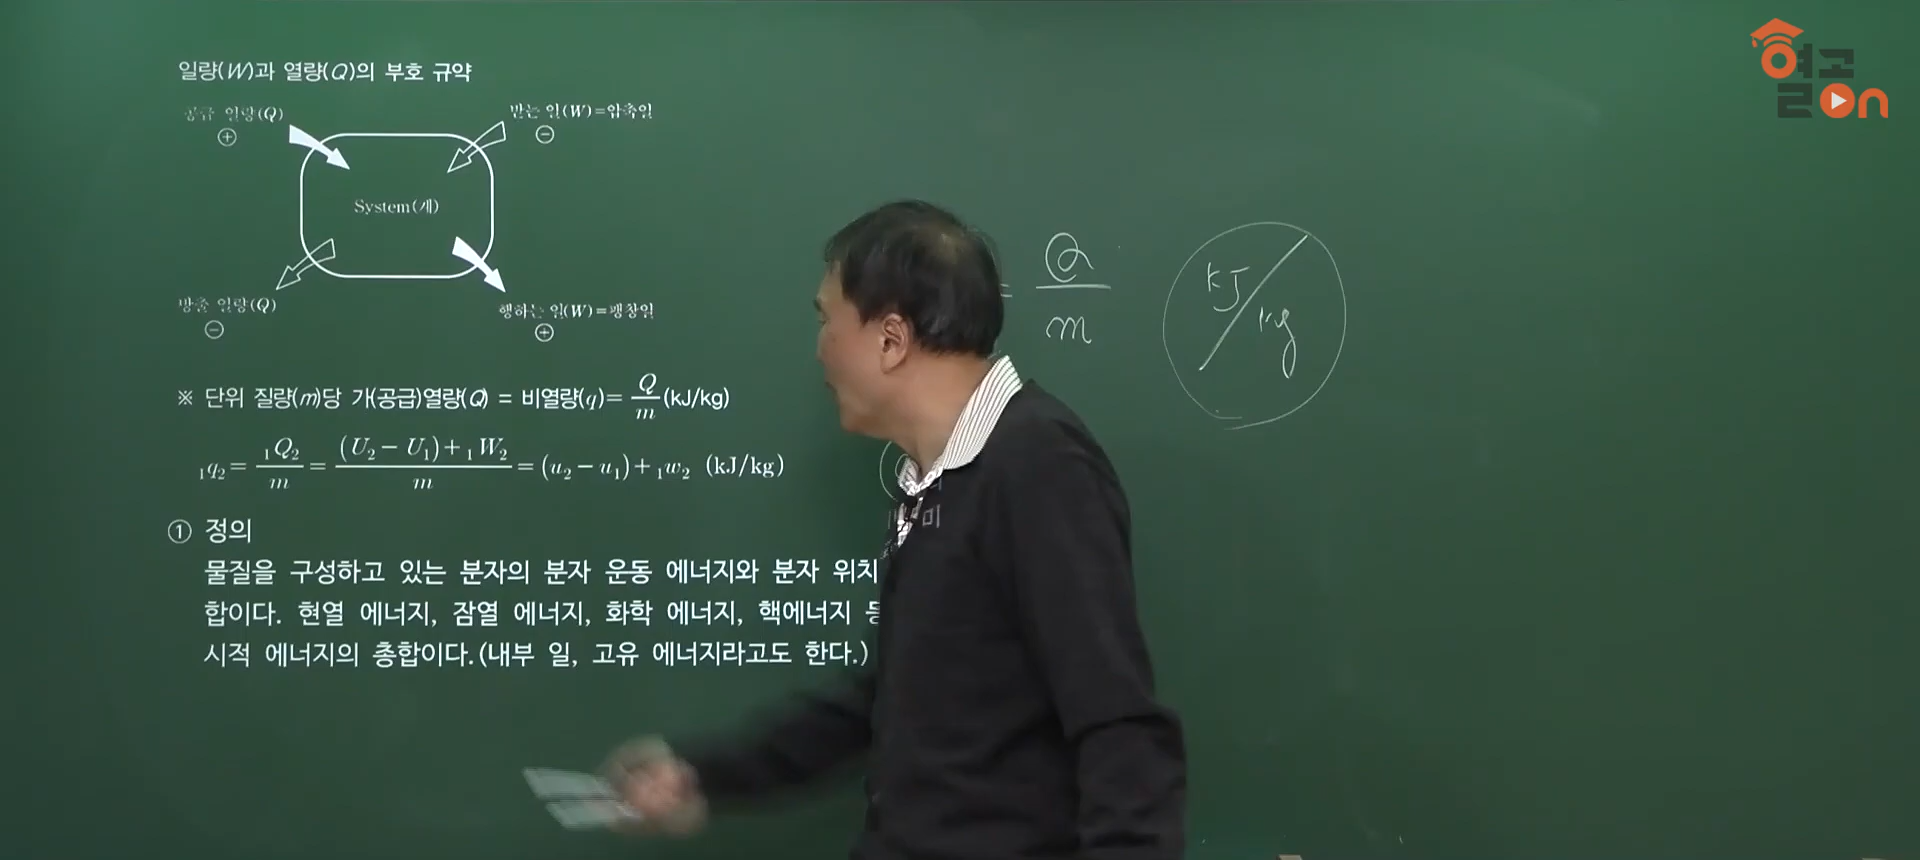 일량(W)과 열량(Q)의 부호 규약
공급 열량(Q)
⊕
받는 일(W)=압축일
⊖
System(계)
방출 열량(Q)
⊖
행하는 일(W)=팽창일
⊕
※ 단위 질량(m)당 가(공급)열량(Q) = 비열량(q)= Q/m (kJ/kg)
₁q₂= ₁Q₂/m = (U₂ − U₁)+ ₁W₂/m = (u₂ − u₁)+ ₁w₂ (kJ/kg)
① 정의
물질을 구성하고 있는 분자의 분자 운동 에너지와 분자 위치
합이다. 현열 에너지, 잠열 에너지, 화학 에너지, 핵에너지
시적 에너지의 총합이다.(내부 일, 고유 에너지라고도 한다.)
= Q/m
kJ/kg
열고
ON